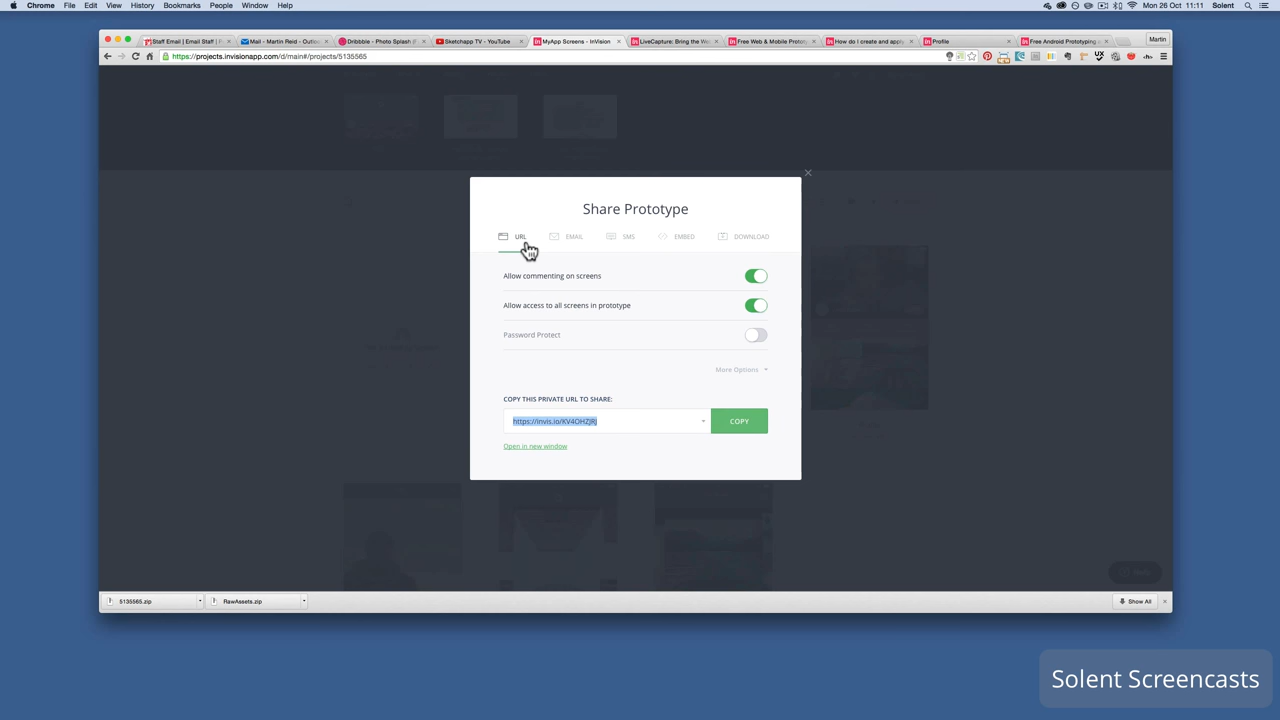 Chrome File Edit View History Bookmarks People Window Help
Mon 26 Oct 11:11 Solent
Staff Email | Email Staff | Mail - Martin Reid - Outlo Dribbble - Photo Splash ( Sketchapp TV - YouTube MyApp Screens - InVision LiveCapture: Bring the We Free Web & Mobile Prototy How do I create and appry Profile Free Android Prototyping Martin
https://projects.invisionapp.com/d/main#/projects/5135565
Share Prototype
URL EMAIL SMS EMBED DOWNLOAD
Allow commenting on screens
Allow access to all screens in prototype
Password Protect
More Options
COPY THIS PRIVATE URL TO SHARE:
https://invis.io/KV4OHZJRJ COPY
Open in new window
5135565.zip RawAssets.zip Show All
Solent Screencasts